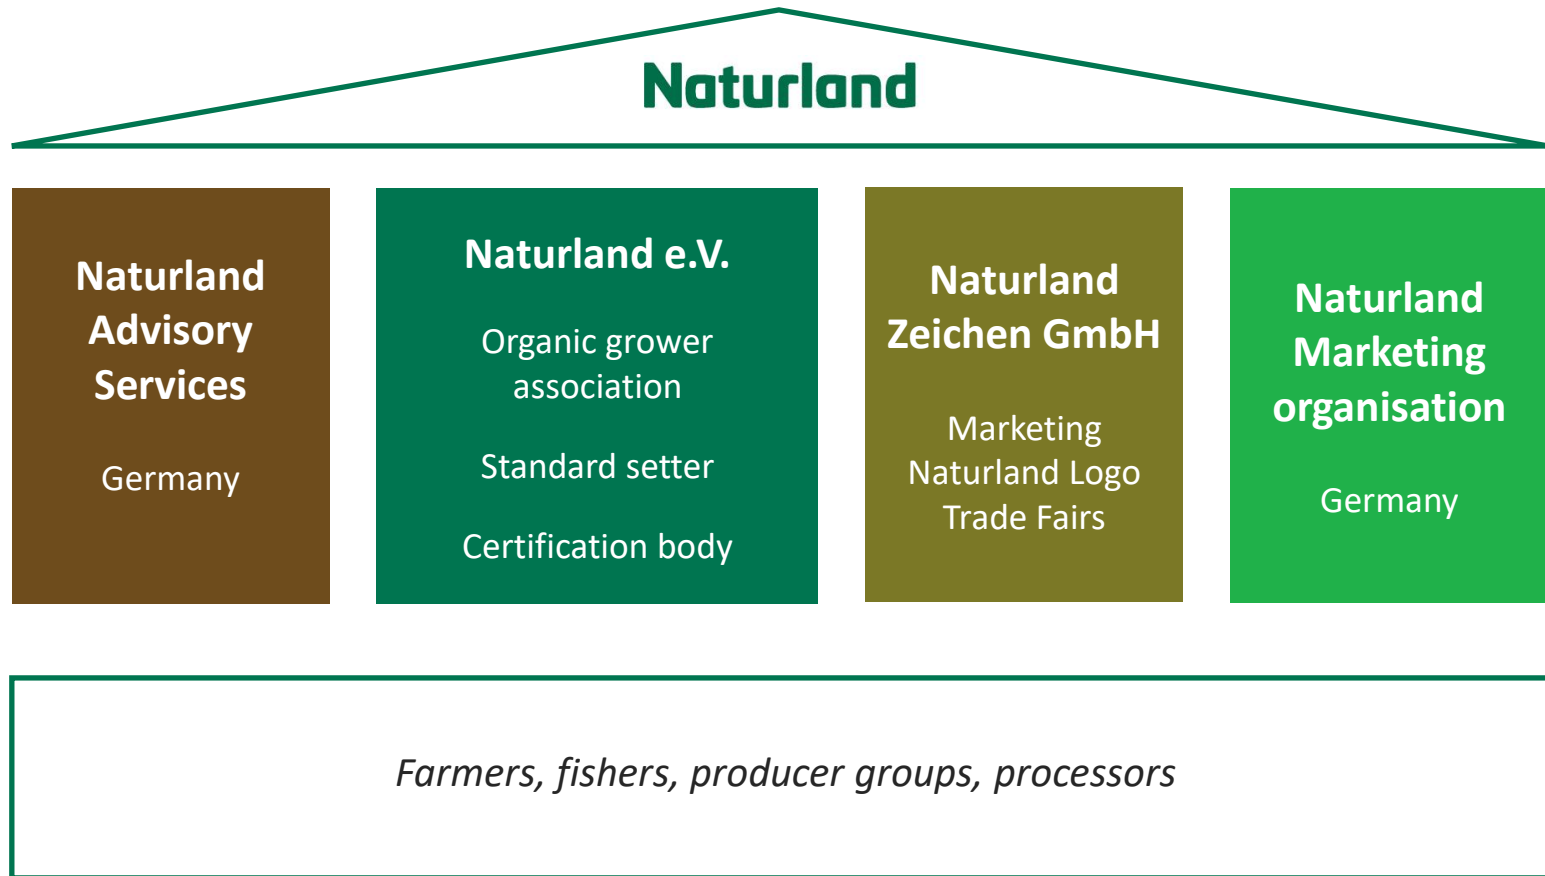 Naturland
Naturland
Advisory
Services
Germany
Naturland e.V.
Organic grower
association
Standard setter
Certification body
Naturland
Zeichen GmbH
Marketing
Naturland Logo
Trade Fairs
Naturland
Marketing
organisation
Germany
Farmers, fishers, producer groups, processors